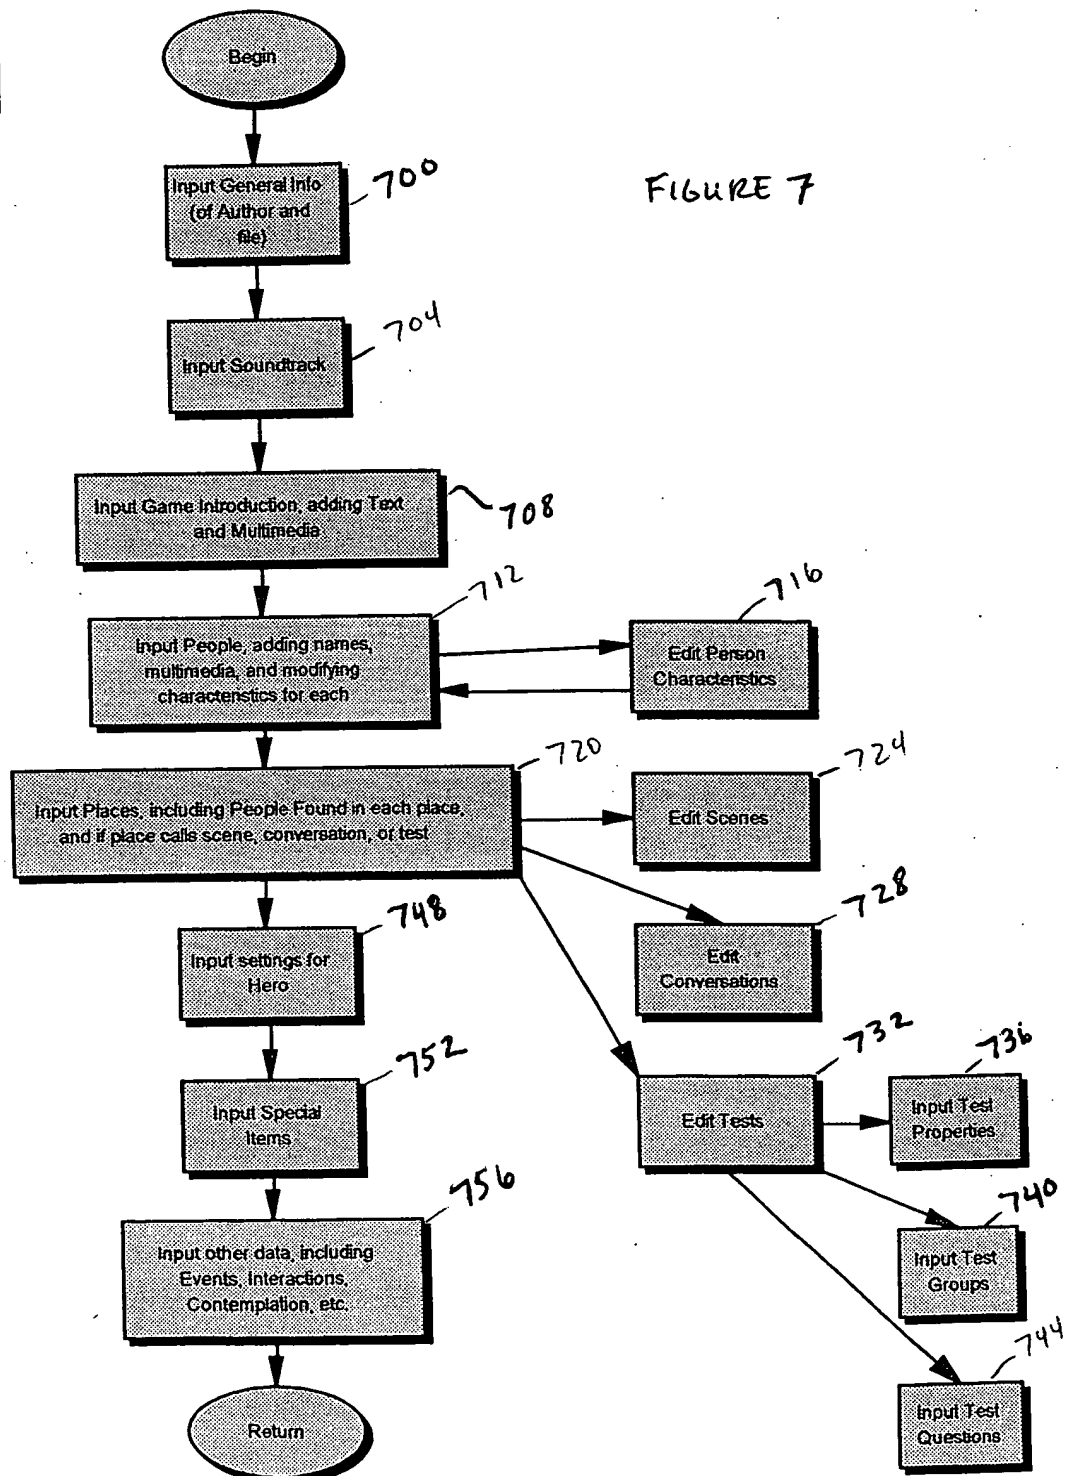 Begin
FIGURE 7
Input General Info
(of Author and
file)
700
Input Soundtrack
704
Input Game Introduction, adding Text
and Multimedia
708
Input People, adding names,
multimedia, and modifying
characterstics for each
712
Edit Person
Characteristics
716
Input Places, including People Found in each place,
and if place calls scene, conversation, or test
720
Edit Scenes
724
Edit
Conversations
728
Input settings for
Hero
748
Edit Tests
732
Input Test
Properties
736
Input Special
Items
752
Input Test
Groups
740
Input other data, including
Events, Interactions,
Contemplation, etc.
756
Input Test
Questions
744
Return